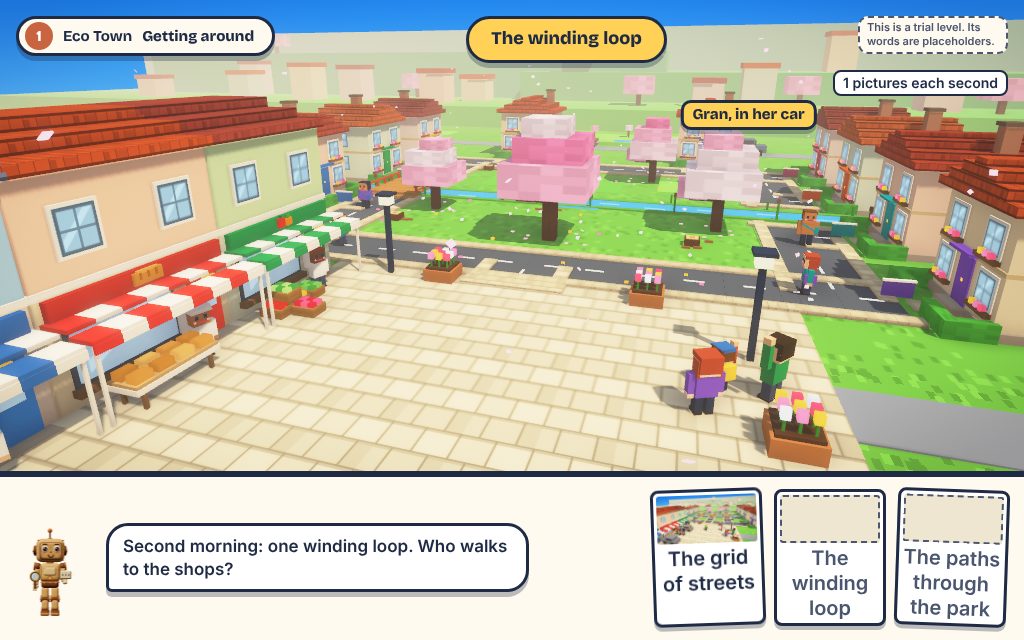 1 Eco Town Getting around
The winding loop
This is a trial level. Its
words are placeholders.
1 pictures each second
Gran, in her car
Second morning: one winding loop. Who walks
to the shops?
The grid
of streets
The
winding
loop
The paths
through
the park